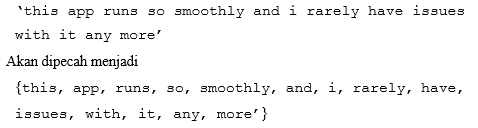 ‘this app runs so smoothly and i rarely have issues
with it any more’
Akan dipecah menjadi
{this, app, runs, so, smoothly, and, i, rarely, have,
issues, with, it, any, more’}